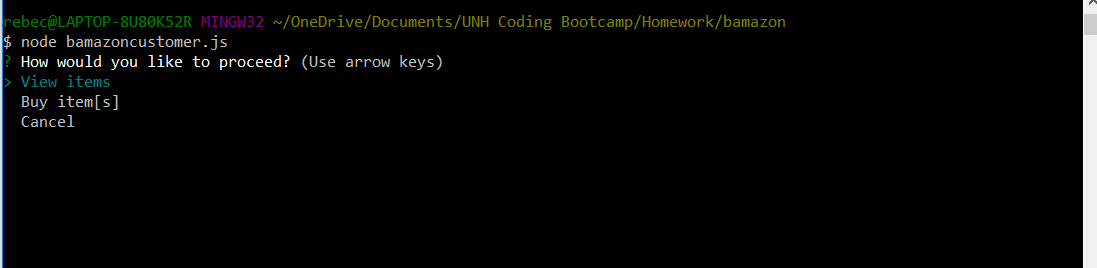 rebec@LAPTOP-8U80K52R MINGW32 ~/OneDrive/Documents/UNH Coding Bootcamp/Homework/bamazon
$ node bamazoncustomer.js
? How would you like to proceed? (Use arrow keys)
> View items
  Buy item[s]
  Cancel